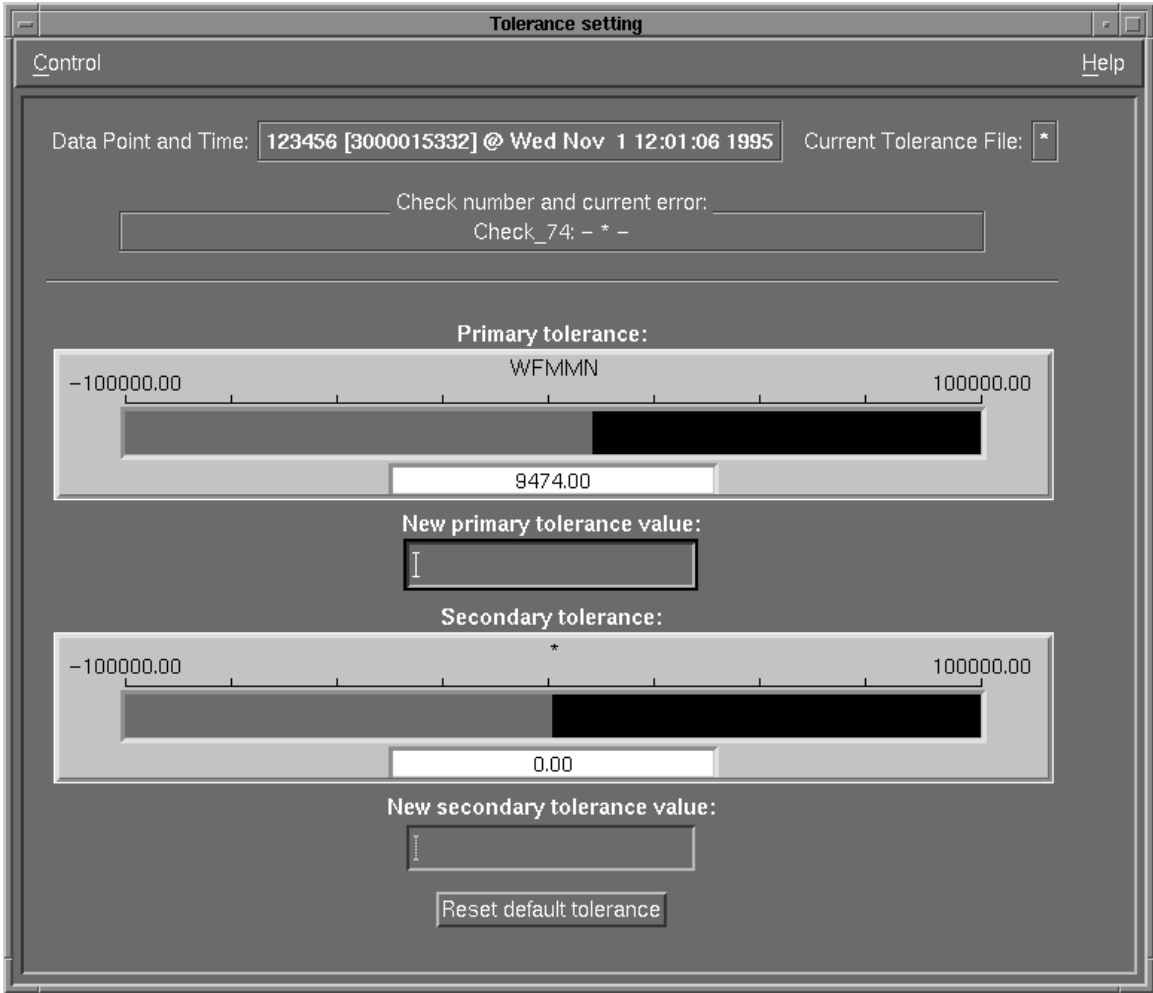 Tolerance setting
Control Help
Data Point and Time: 123456 [3000015332] @ Wed Nov  1 12:01:06 1995 Current Tolerance File: *
Check number and current error:
Check_74: – * –
Primary tolerance:
WFMMN
−100000.00 100000.00
9474.00
New primary tolerance value:
Secondary tolerance:
*
−100000.00 100000.00
0.00
New secondary tolerance value:
Reset default tolerance